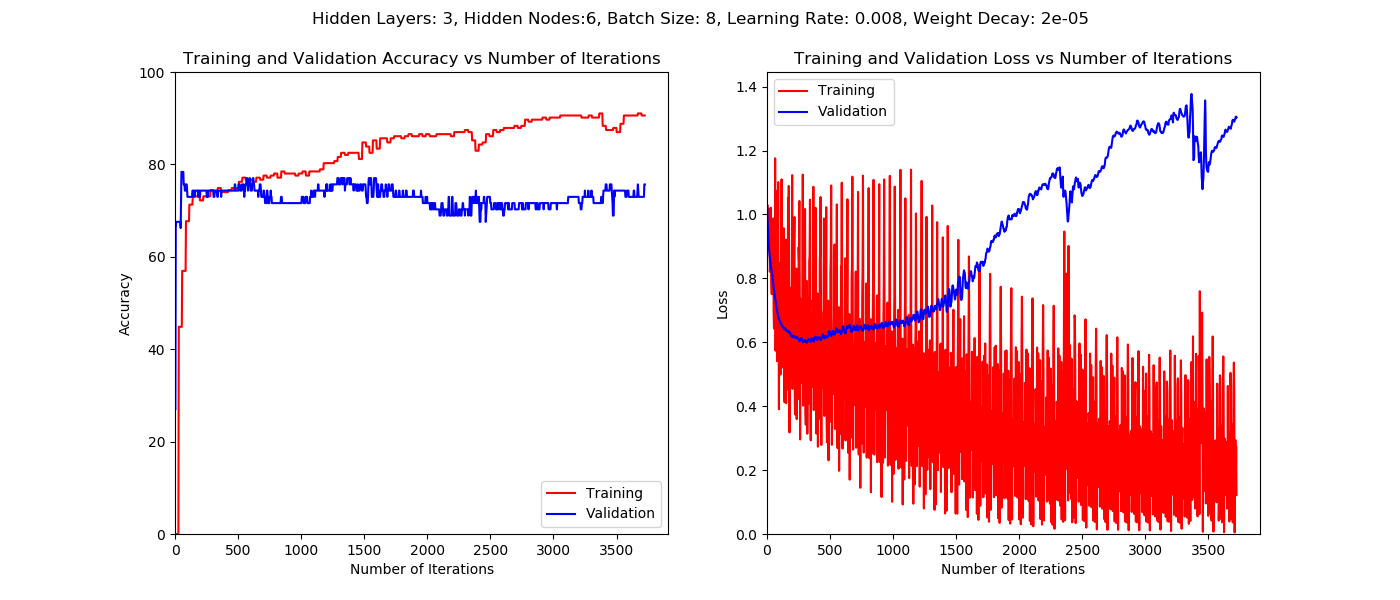 Hidden Layers: 3, Hidden Nodes:6, Batch Size: 8, Learning Rate: 0.008, Weight Decay: 2e-05
Training and Validation Accuracy vs Number of Iterations
100
80
60
40
20
0
Accuracy
0 500 1000 1500 2000 2500 3000 3500
Number of Iterations
Training
Validation
Training and Validation Loss vs Number of Iterations
Training
Validation
1.4
1.2
1.0
0.8
0.6
0.4
0.2
0.0
Loss
0 500 1000 1500 2000 2500 3000 3500
Number of Iterations